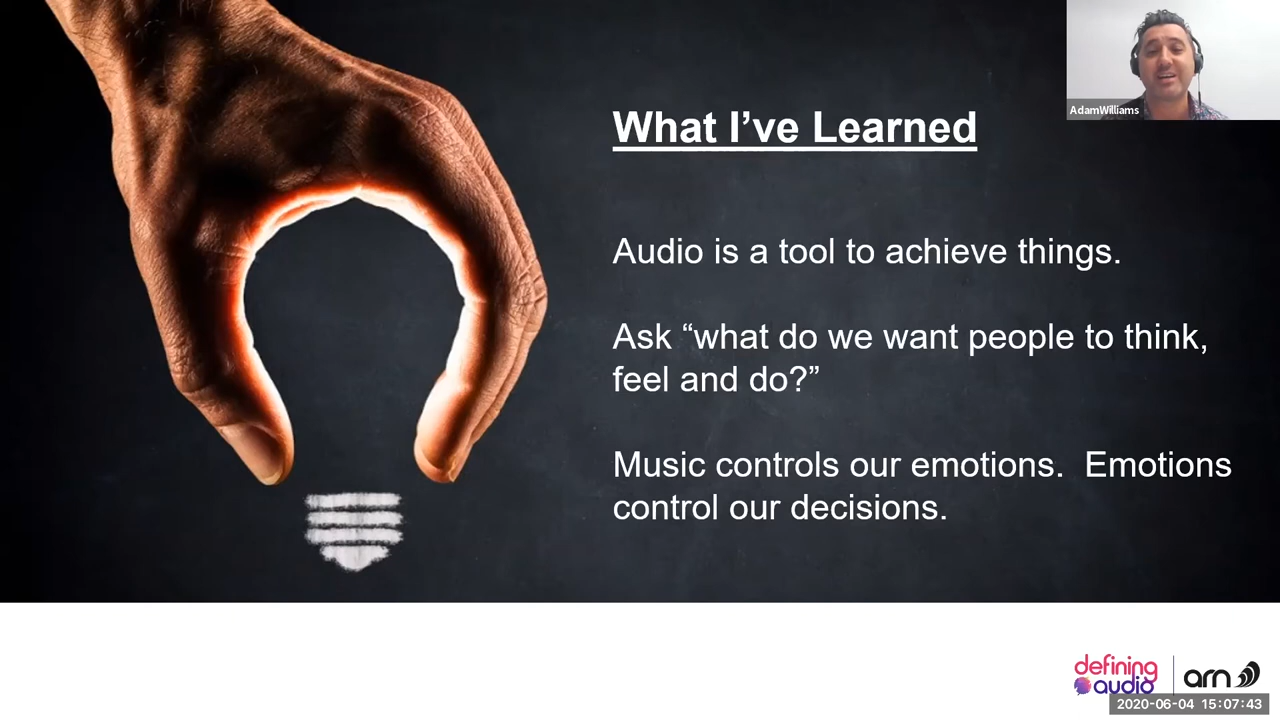 AdamWilliams
What I’ve Learned
Audio is a tool to achieve things.
Ask “what do we want people to think,
feel and do?”
Music controls our emotions.  Emotions
control our decisions.
defining
audio
arn
2020-06-04 15:07:43